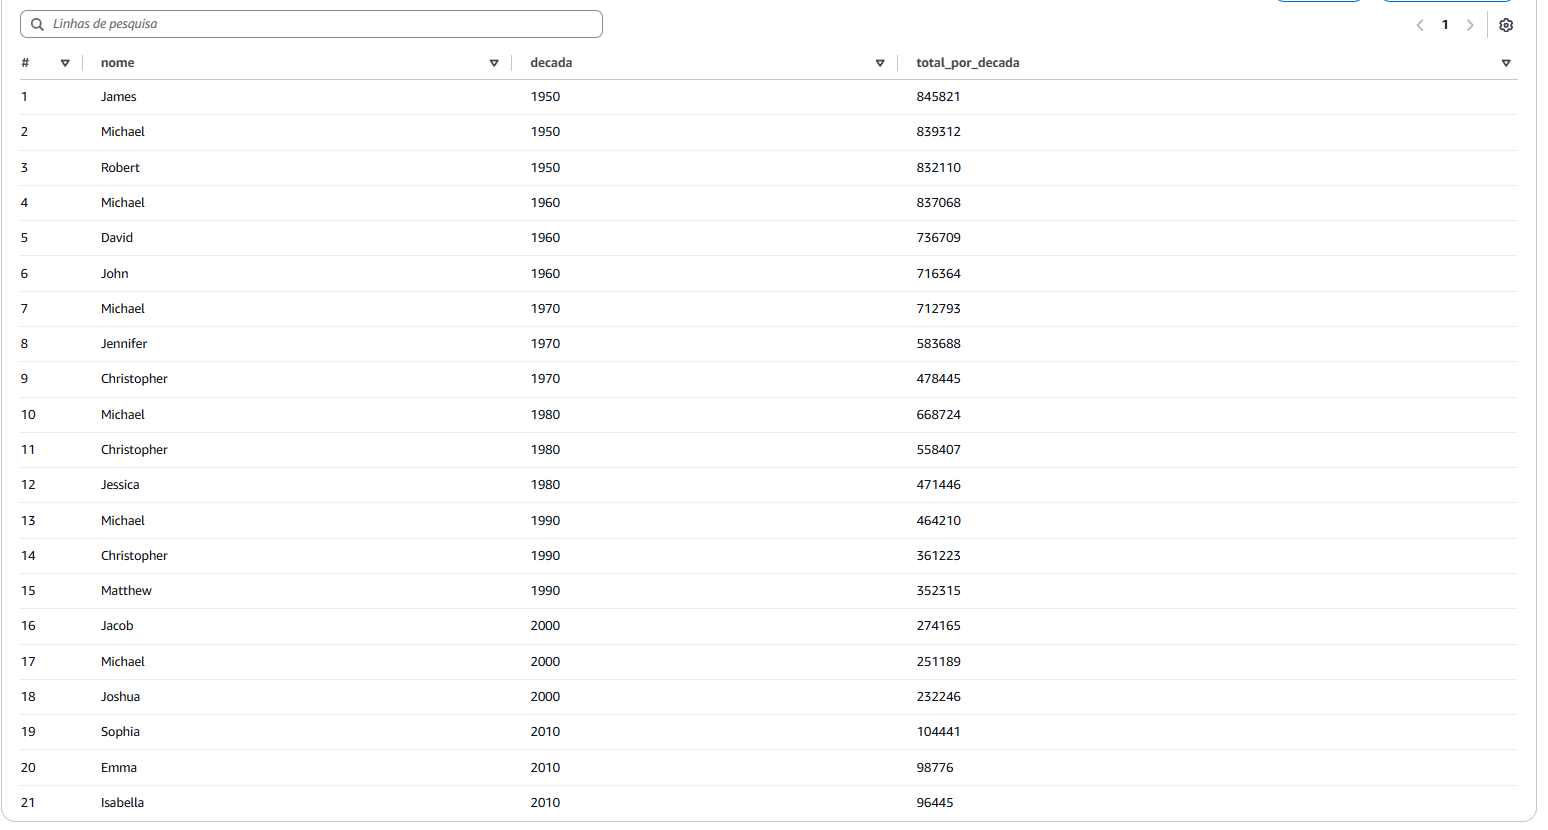 Linhas de pesquisa
1
# nome decada total_por_decada
1 James 1950 845821
2 Michael 1950 839312
3 Robert 1950 832110
4 Michael 1960 837068
5 David 1960 736709
6 John 1960 716364
7 Michael 1970 712793
8 Jennifer 1970 583688
9 Christopher 1970 478445
10 Michael 1980 668724
11 Christopher 1980 558407
12 Jessica 1980 471446
13 Michael 1990 464210
14 Christopher 1990 361223
15 Matthew 1990 352315
16 Jacob 2000 274165
17 Michael 2000 251189
18 Joshua 2000 232246
19 Sophia 2010 104441
20 Emma 2010 98776
21 Isabella 2010 96445